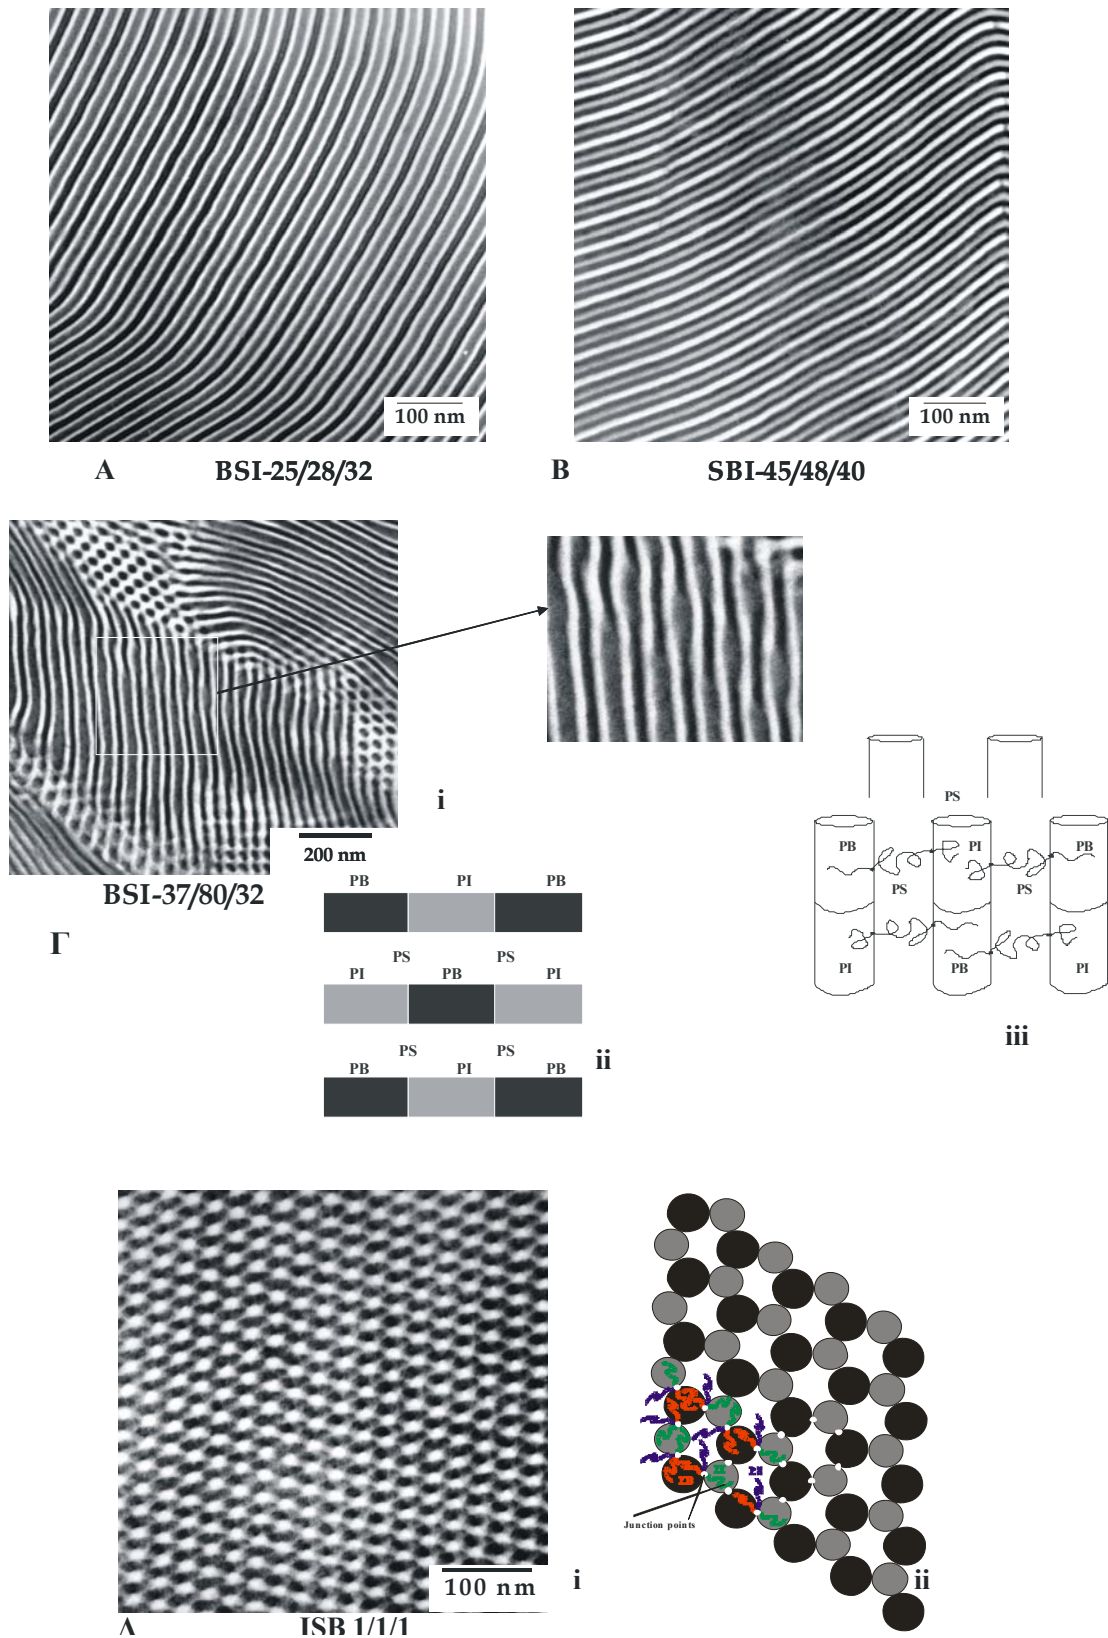 100 nm
100 nm
A BSI-25/28/32
B SBI-45/48/40
i
200 nm
BSI-37/80/32
Γ
PB PI PB
PS PS
PI PB PI
PS PS
PB PI PB
ii
PS
PB PI PB
PS PS
PI PB PI
iii
Junction points
100 nm
i
ii
Δ ISB 1/1/1